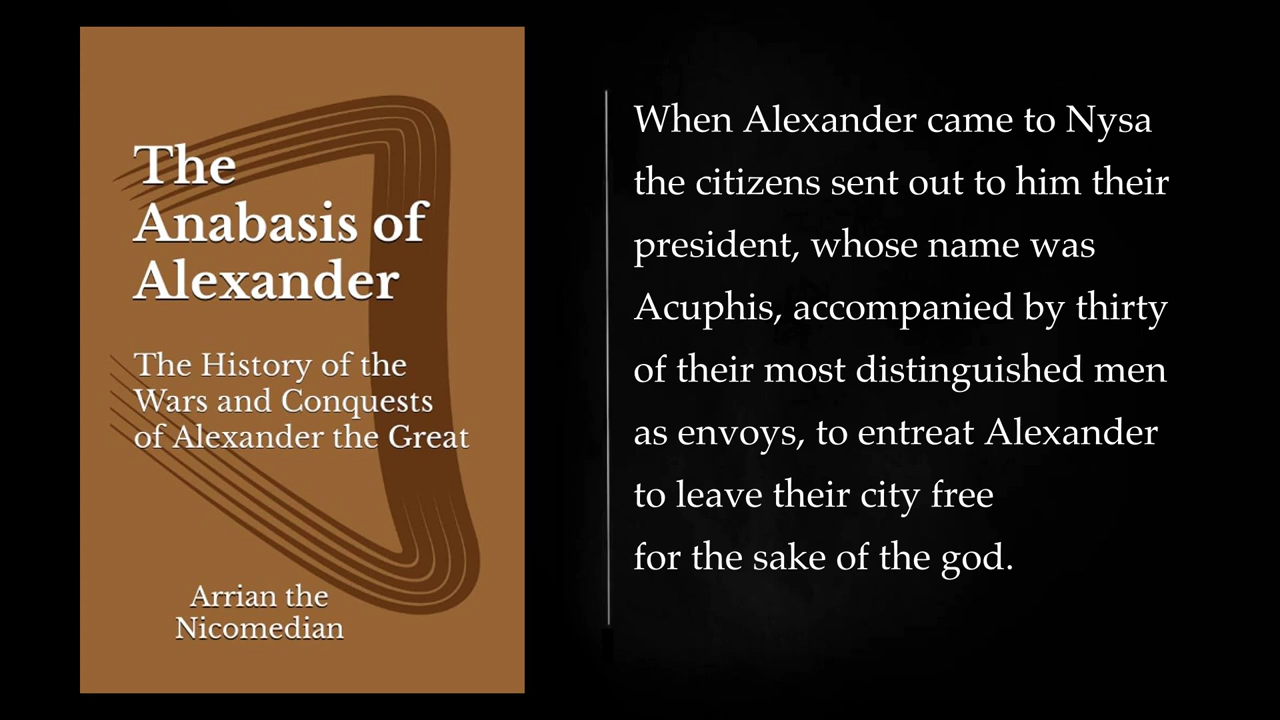 The
Anabasis of
Alexander
The History of the
Wars and Conquests
of Alexander the Great
Arrian the
Nicomedian
When Alexander came to Nysa
the citizens sent out to him their
president, whose name was
Acuphis, accompanied by thirty
of their most distinguished men
as envoys, to entreat Alexander
to leave their city free
for the sake of the god.